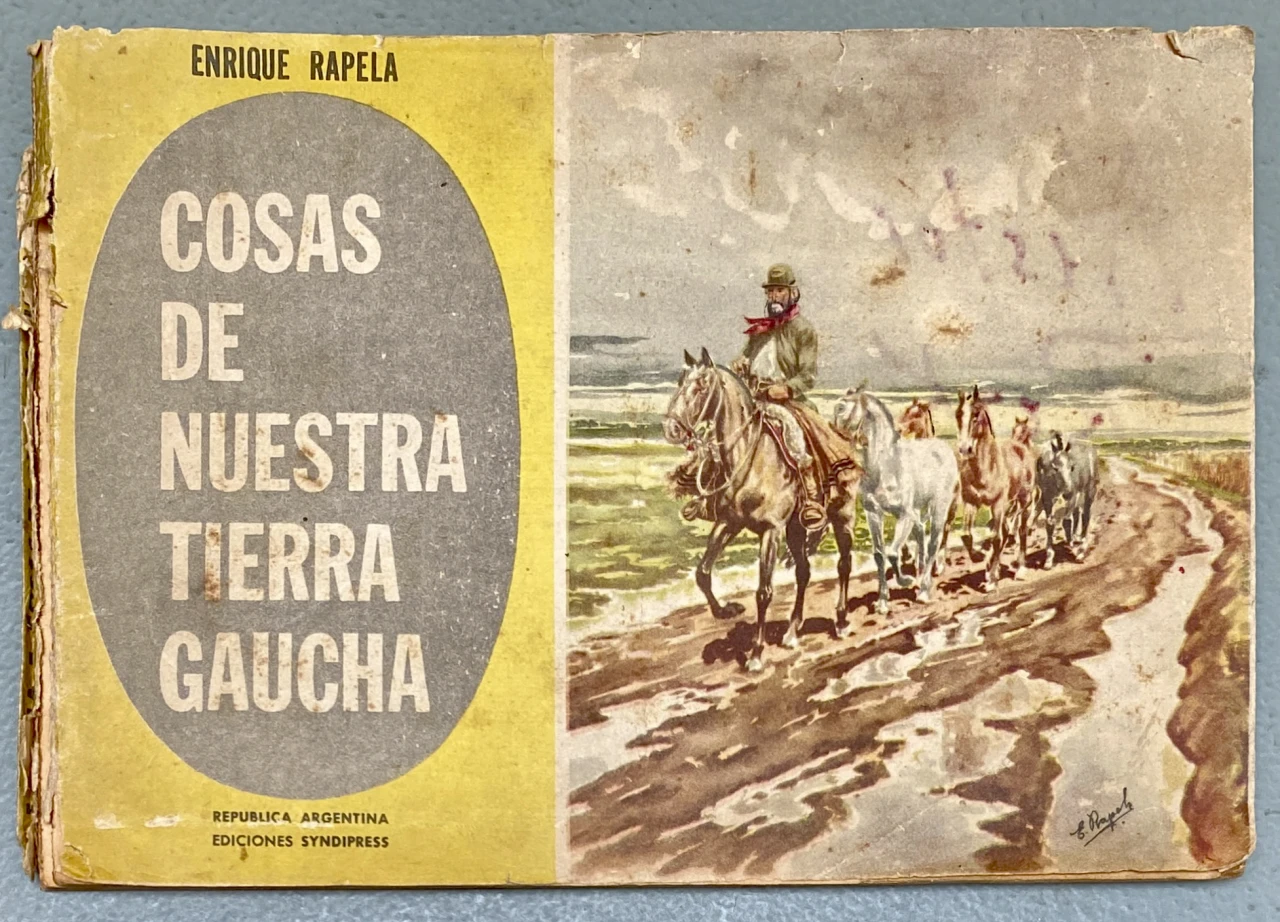 ENRIQUE RAPELA
COSAS
DE
NUESTRA
TIERRA
GAUCHA
REPUBLICA ARGENTINA
EDICIONES SYNDIPRESS
E. Rapela